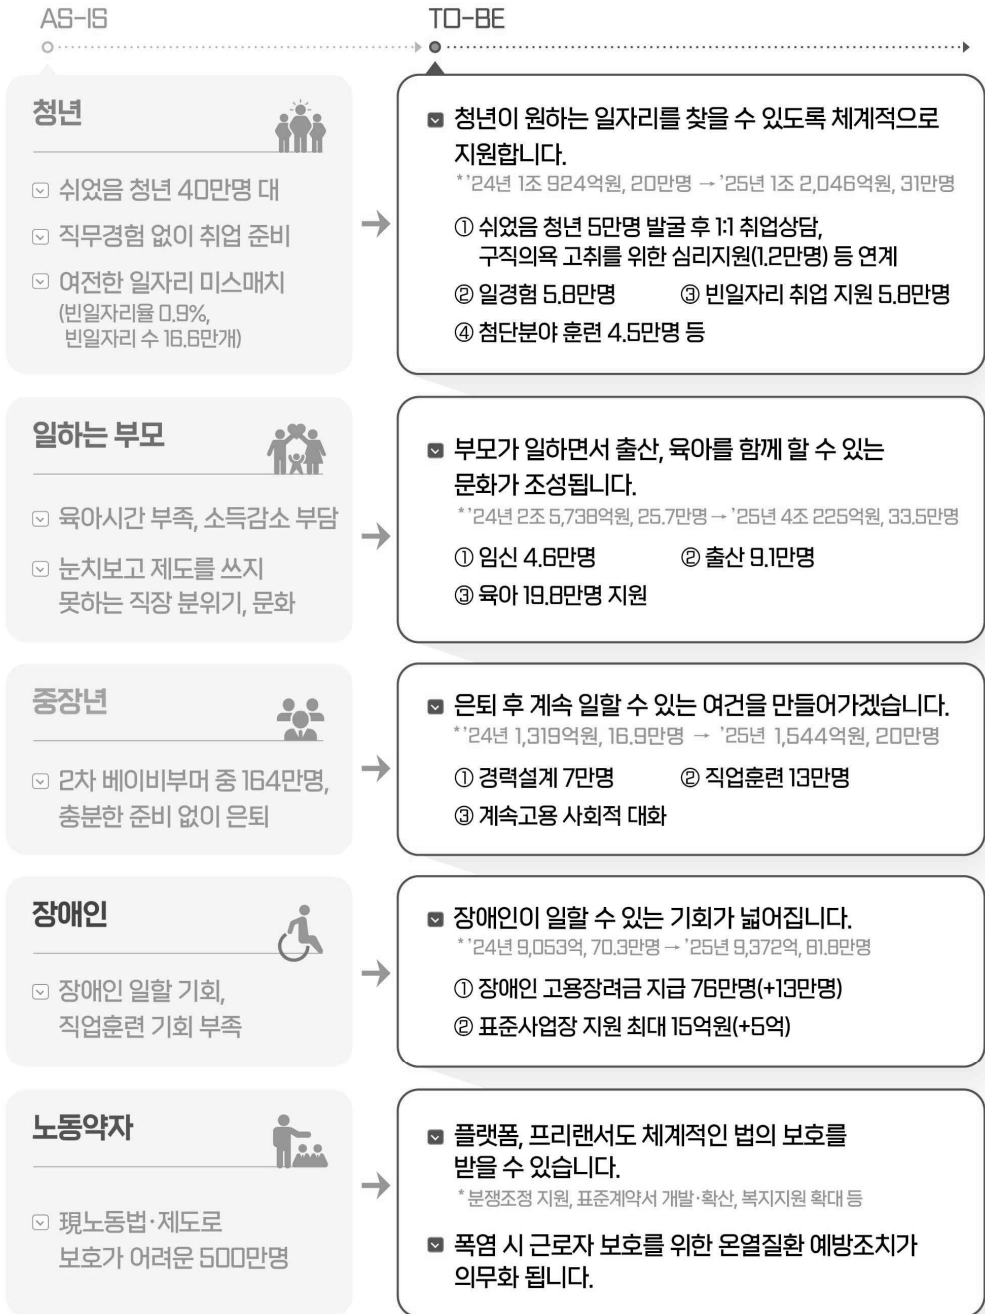 AS-IS
TO-BE
청년
쉬었음 청년 40만명 대
직무경험 없이 취업 준비
여전한 일자리 미스매치
(빈일자리율 0.9%,
빈일자리 수 16.6만개)
청년이 원하는 일자리를 찾을 수 있도록 체계적으로
지원합니다.
*'24년 1조 924억원, 20만명 → '25년 1조 2,046억원, 31만명
① 쉬었음 청년 5만명 발굴 후 1:1 취업상담,
구직의욕 고취를 위한 심리지원(1.2만명) 등 연계
② 일경험 5.8만명 ③ 빈일자리 취업 지원 5.8만명
④ 첨단분야 훈련 4.5만명 등
일하는 부모
육아시간 부족, 소득감소 부담
눈치보고 제도를 쓰지
못하는 직장 분위기, 문화
부모가 일하면서 출산, 육아를 함께 할 수 있는
문화가 조성됩니다.
*'24년 2조 5,738억원, 25.7만명 → '25년 4조 225억원, 33.5만명
① 임신 4.6만명 ② 출산 9.1만명
③ 육아 19.8만명 지원
중장년
2차 베이비부머 중 164만명,
충분한 준비 없이 은퇴
은퇴 후 계속 일할 수 있는 여건을 만들어가겠습니다.
*'24년 1,319억원, 16.9만명 → '25년 1,544억원, 20만명
① 경력설계 7만명 ② 직업훈련 13만명
③ 계속고용 사회적 대화
장애인
장애인 일할 기회,
직업훈련 기회 부족
장애인이 일할 수 있는 기회가 넓어집니다.
*'24년 9,053억, 70.3만명 → '25년 9,372억, 81.8만명
① 장애인 고용장려금 지급 76만명(+13만명)
② 표준사업장 지원 최대 15억원(+5억)
노동약자
現노동법·제도로
보호가 어려운 500만명
플랫폼, 프리랜서도 체계적인 법의 보호를
받을 수 있습니다.
* 분쟁조정 지원, 표준계약서 개발·확산, 복지지원 확대 등
폭염 시 근로자 보호를 위한 온열질환 예방조치가
의무화 됩니다.